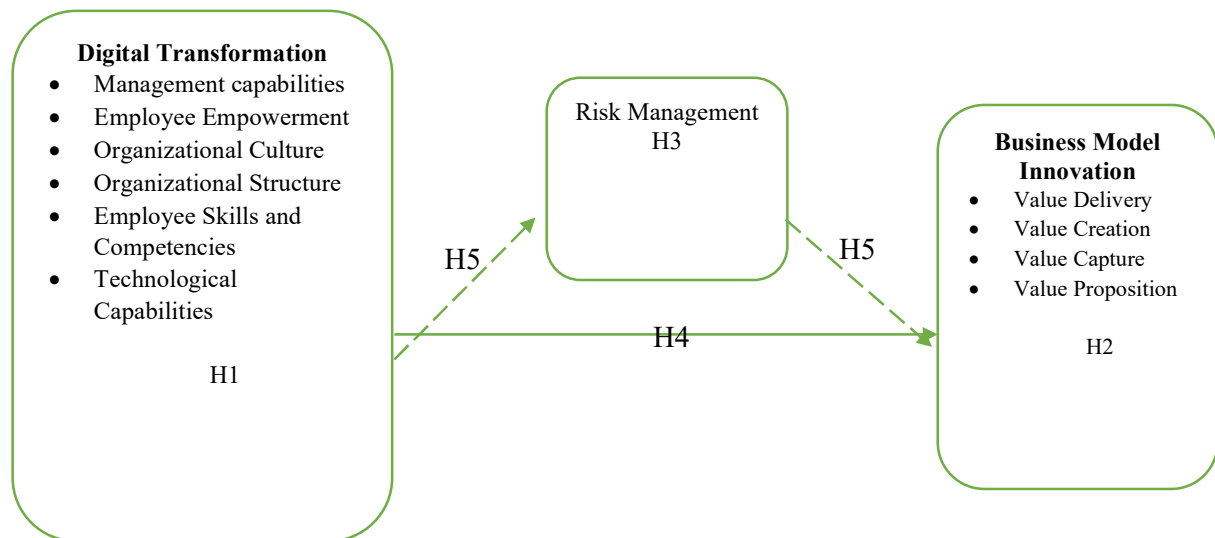 Digital Transformation
• Management capabilities
• Employee Empowerment
• Organizational Culture
• Organizational Structure
• Employee Skills and
Competencies
• Technological
Capabilities
H1
H5
Risk Management
H3
H5
H4
Business Model
Innovation
• Value Delivery
• Value Creation
• Value Capture
• Value Proposition
H2